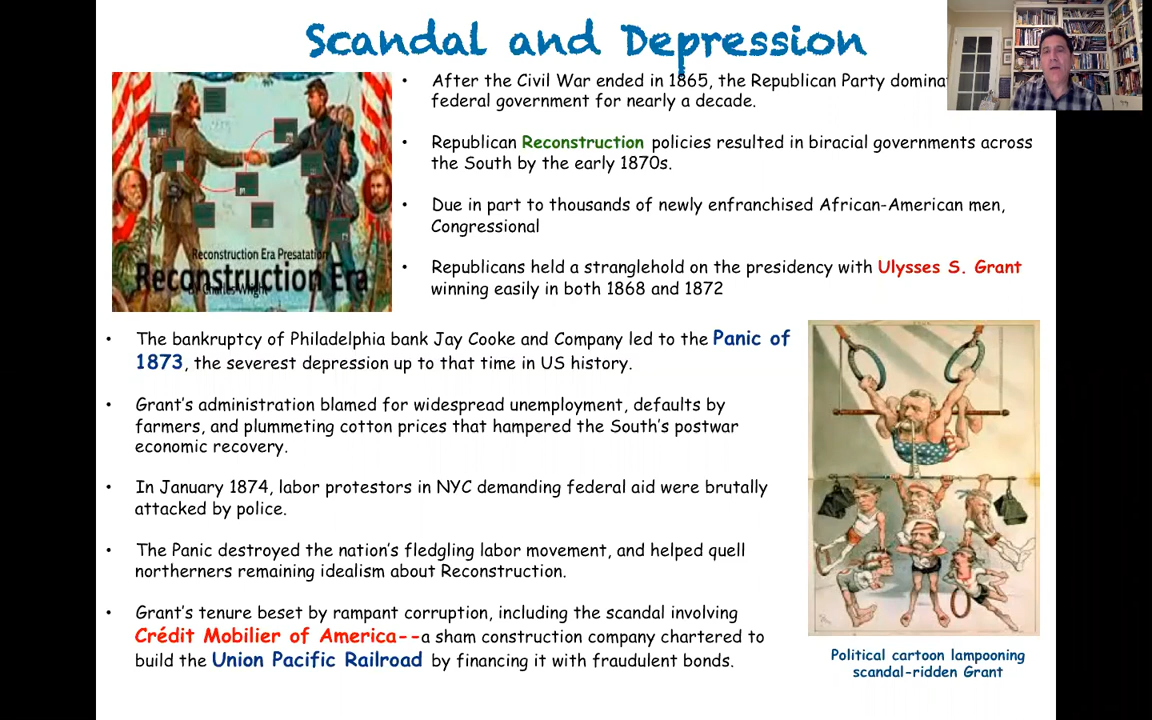 Scandal and Depression
• After the Civil War ended in 1865, the Republican Party domina
federal government for nearly a decade.
• Republican Reconstruction policies resulted in biracial governments across
the South by the early 1870s.
• Due in part to thousands of newly enfranchised African-American men,
Congressional
• Republicans held a stranglehold on the presidency with Ulysses S. Grant
winning easily in both 1868 and 1872
Reconstruction Era Presatation
Reconstruction Era
By Charles Wright
• The bankruptcy of Philadelphia bank Jay Cooke and Company led to the Panic of
1873, the severest depression up to that time in US history.
• Grant's administration blamed for widespread unemployment, defaults by
farmers, and plummeting cotton prices that hampered the South's postwar
economic recovery.
• In January 1874, labor protestors in NYC demanding federal aid were brutally
attacked by police.
• The Panic destroyed the nation's fledgling labor movement, and helped quell
northerners remaining idealism about Reconstruction.
• Grant's tenure beset by rampant corruption, including the scandal involving
Crédit Mobilier of America--a sham construction company chartered to
build the Union Pacific Railroad by financing it with fraudulent bonds.
Political cartoon lampooning
scandal-ridden Grant